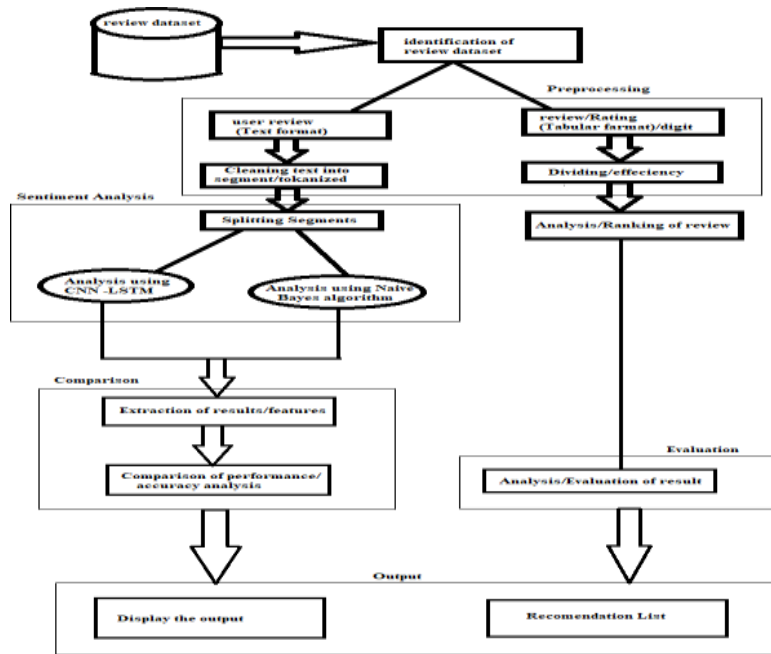 review dataset
identification of
review dataset
Preprocessing
user review
(Text format)
review/Rating
(Tabular farmat)/digit
Cleaning text into
segment/tokanized
Dividing/effeciency
Sentiment Analysis
Splitting Segments
Analysis/Ranking of review
Analysis using
CNN -LSTM
Analysis using Naive
Bayes algorithm
Comparison
Extraction of results/features
Evaluation
Comparison of performance/
accuracy analysis
Analysis/Evaluation of result
Output
Display the output
Recomendation List